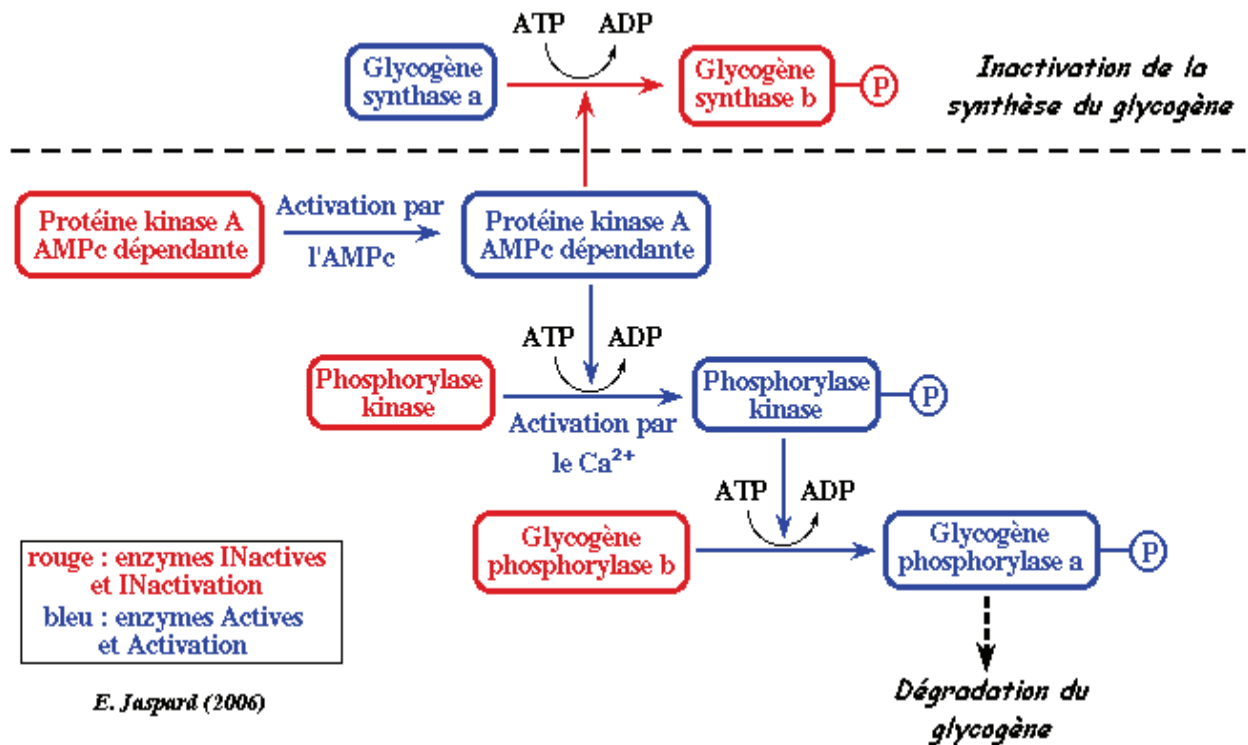 ATP ADP
Glycogène
synthase a
Glycogène
synthase b
P
Inactivation de la
synthèse du glycogène
Protéine kinase A
AMPc dépendante
Activation par
l'AMPc
Protéine kinase A
AMPc dépendante
ATP ADP
Phosphorylase
kinase
Activation par
le Ca²⁺
Phosphorylase
kinase
P
ATP ADP
Glycogène
phosphorylase b
Glycogène
phosphorylase a
P
rouge : enzymes INactives
et INactivation
bleu : enzymes Actives
et Activation
E. Jaspard (2006)
Dégradation du
glycogène